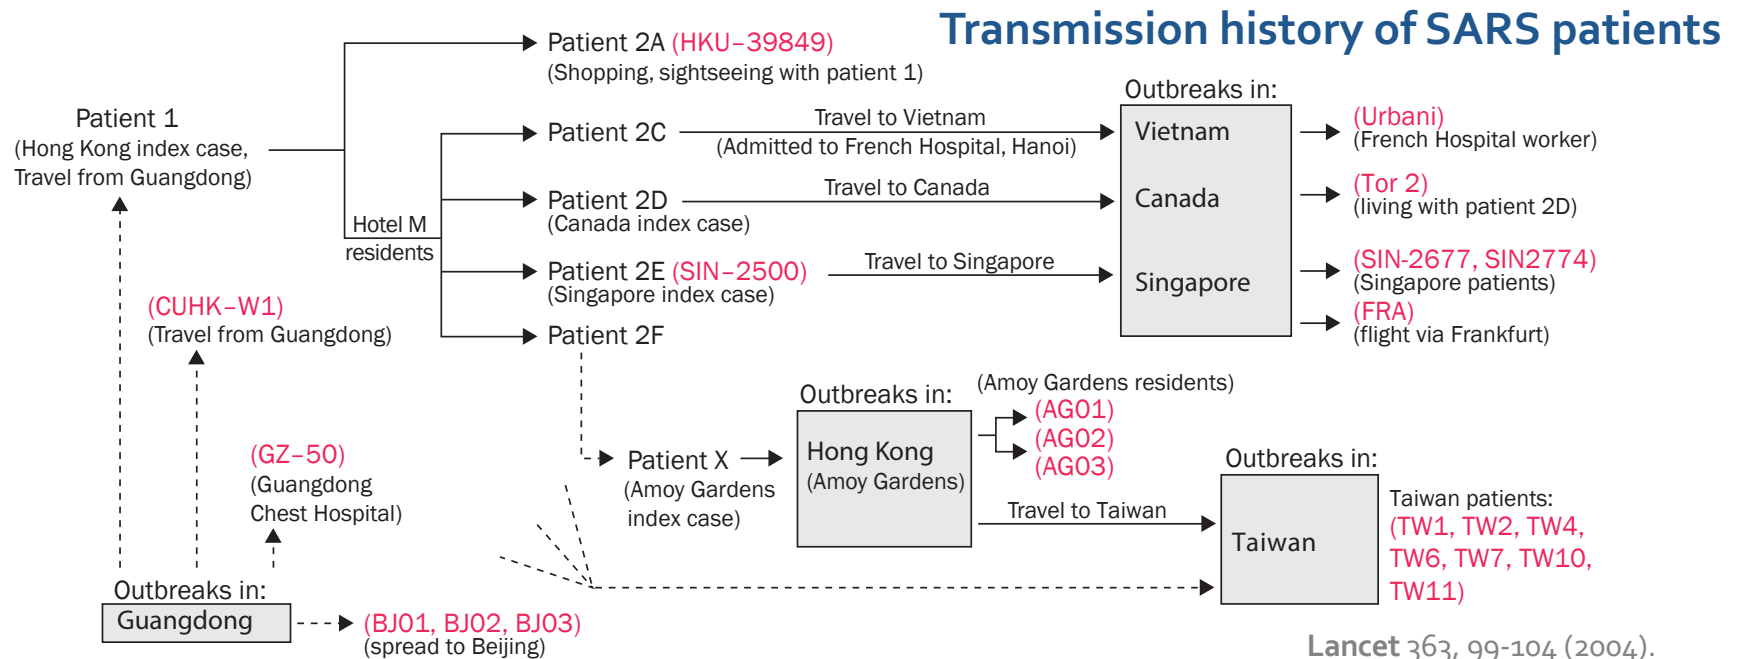 Transmission history of SARS patients
Patient 2A (HKU–39849)
(Shopping, sightseeing with patient 1)
Patient 1
(Hong Kong index case,
Travel from Guangdong)
Hotel M
residents
Patient 2C
Travel to Vietnam
(Admitted to French Hospital, Hanoi)
Patient 2D
(Canada index case)
Travel to Canada
Patient 2E (SIN–2500)
(Singapore index case)
Travel to Singapore
Patient 2F
Outbreaks in:
Vietnam
Canada
Singapore
(Urbani)
(French Hospital worker)
(Tor 2)
(living with patient 2D)
(SIN-2677, SIN2774)
(Singapore patients)
(FRA)
(flight via Frankfurt)
(CUHK–W1)
(Travel from Guangdong)
(GZ–50)
(Guangdong
Chest Hospital)
Patient X
(Amoy Gardens
index case)
Outbreaks in:
Hong Kong
(Amoy Gardens)
(Amoy Gardens residents)
(AG01)
(AG02)
(AG03)
Travel to Taiwan
Outbreaks in:
Taiwan
Taiwan patients:
(TW1, TW2, TW4,
TW6, TW7, TW10,
TW11)
Outbreaks in:
Guangdong
(BJ01, BJ02, BJ03)
(spread to Beijing)
Lancet 363, 99-104 (2004).